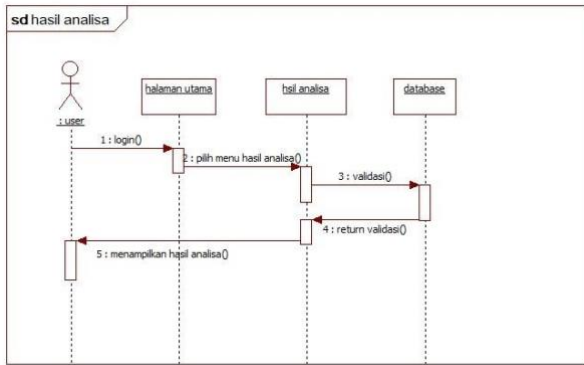 sd hasil analisa
: user
halaman utama
hsil analisa
database
1 : login()
2 : pilih menu hasil analisa()
3 : validasi()
4 : return validasi()
5 : menampilkan hasil analisa()